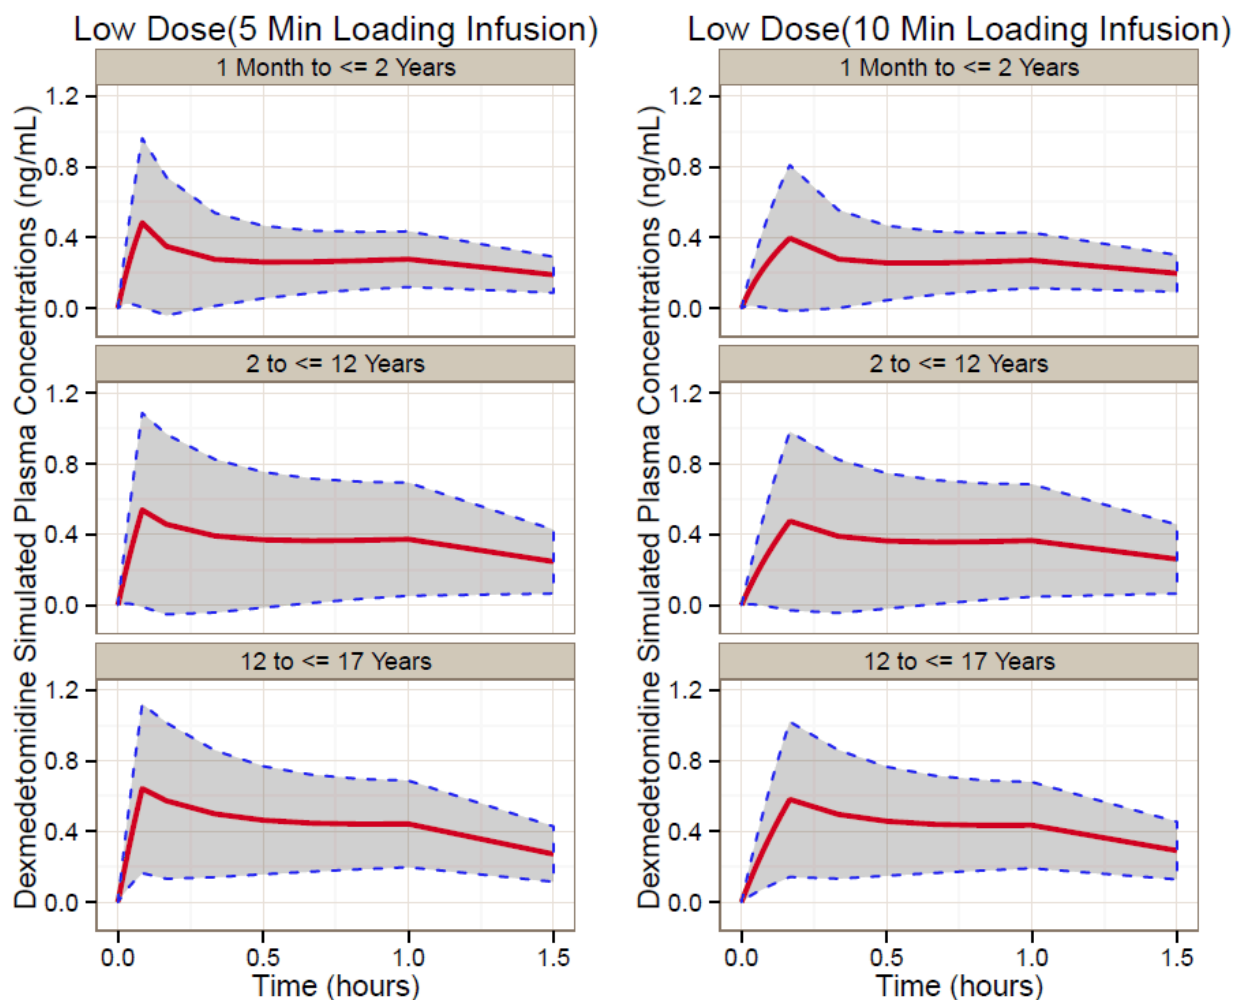 Low Dose(5 Min Loading Infusion)
Dexmedetomidine Simulated Plasma Concentrations (ng/mL)
1 Month to <= 2 Years
1.2
0.8
0.4
0.0
2 to <= 12 Years
1.2
0.8
0.4
0.0
12 to <= 17 Years
1.2
0.8
0.4
0.0
0.0 0.5 1.0 1.5
Time (hours)
Low Dose(10 Min Loading Infusion)
Dexmedetomidine Simulated Plasma Concentrations (ng/mL)
1 Month to <= 2 Years
1.2
0.8
0.4
0.0
2 to <= 12 Years
1.2
0.8
0.4
0.0
12 to <= 17 Years
1.2
0.8
0.4
0.0
0.0 0.5 1.0 1.5
Time (hours)